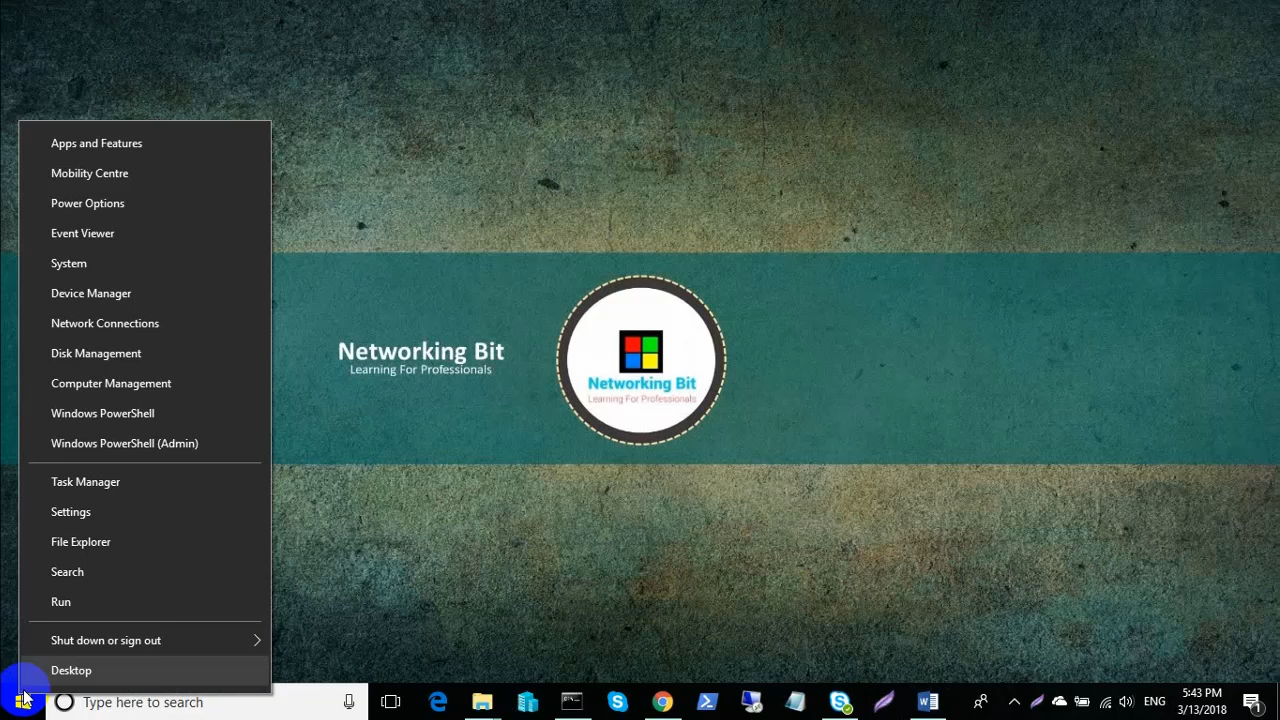 Apps and Features
Mobility Centre
Power Options
Event Viewer
System
Device Manager
Network Connections
Disk Management
Computer Management
Windows PowerShell
Windows PowerShell (Admin)
Task Manager
Settings
File Explorer
Search
Run
Shut down or sign out
Desktop
Networking Bit
Learning For Professionals
Networking Bit
Learning For Professionals
Type here to search
ENG
5:43 PM
3/13/2018
1